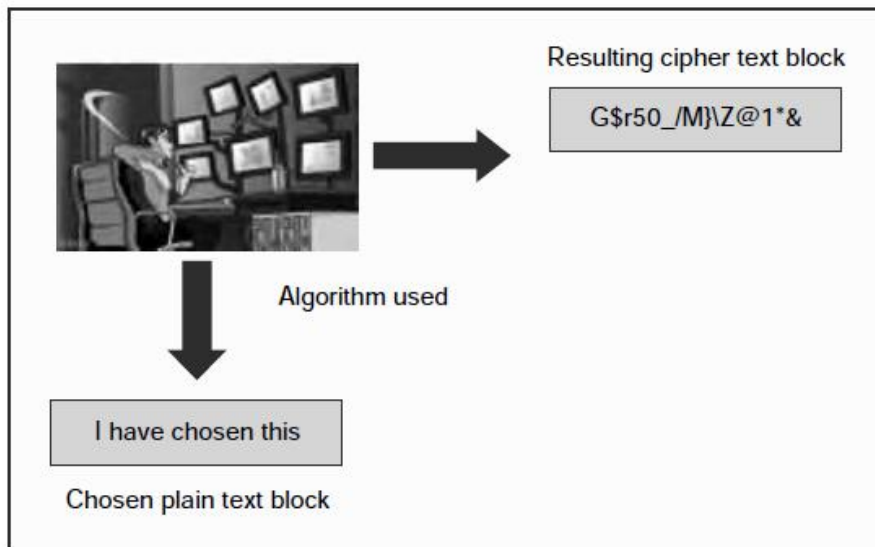 Resulting cipher text block
G$r50_/M}\Z@1*&
Algorithm used
I have chosen this
Chosen plain text block